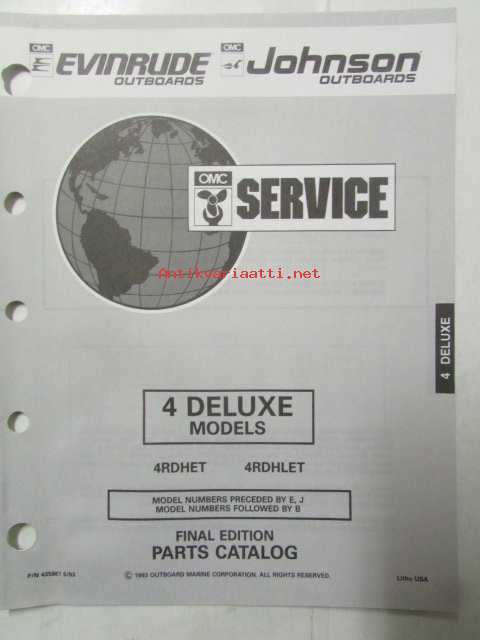 OMC EVINRUDE OUTBOARDS
OMC Johnson OUTBOARDS
OMC SERVICE
Antikvariaatti.net
4 DELUXE
4 DELUXE
MODELS
4RDHET 4RDHLET
MODEL NUMBERS PRECEDED BY E, J
MODEL NUMBERS FOLLOWED BY B
FINAL EDITION
PARTS CATALOG
P/N 5/93
© 1993 OUTBOARD MARINE CORPORATION. ALL RIGHTS RESERVED.
Litho USA